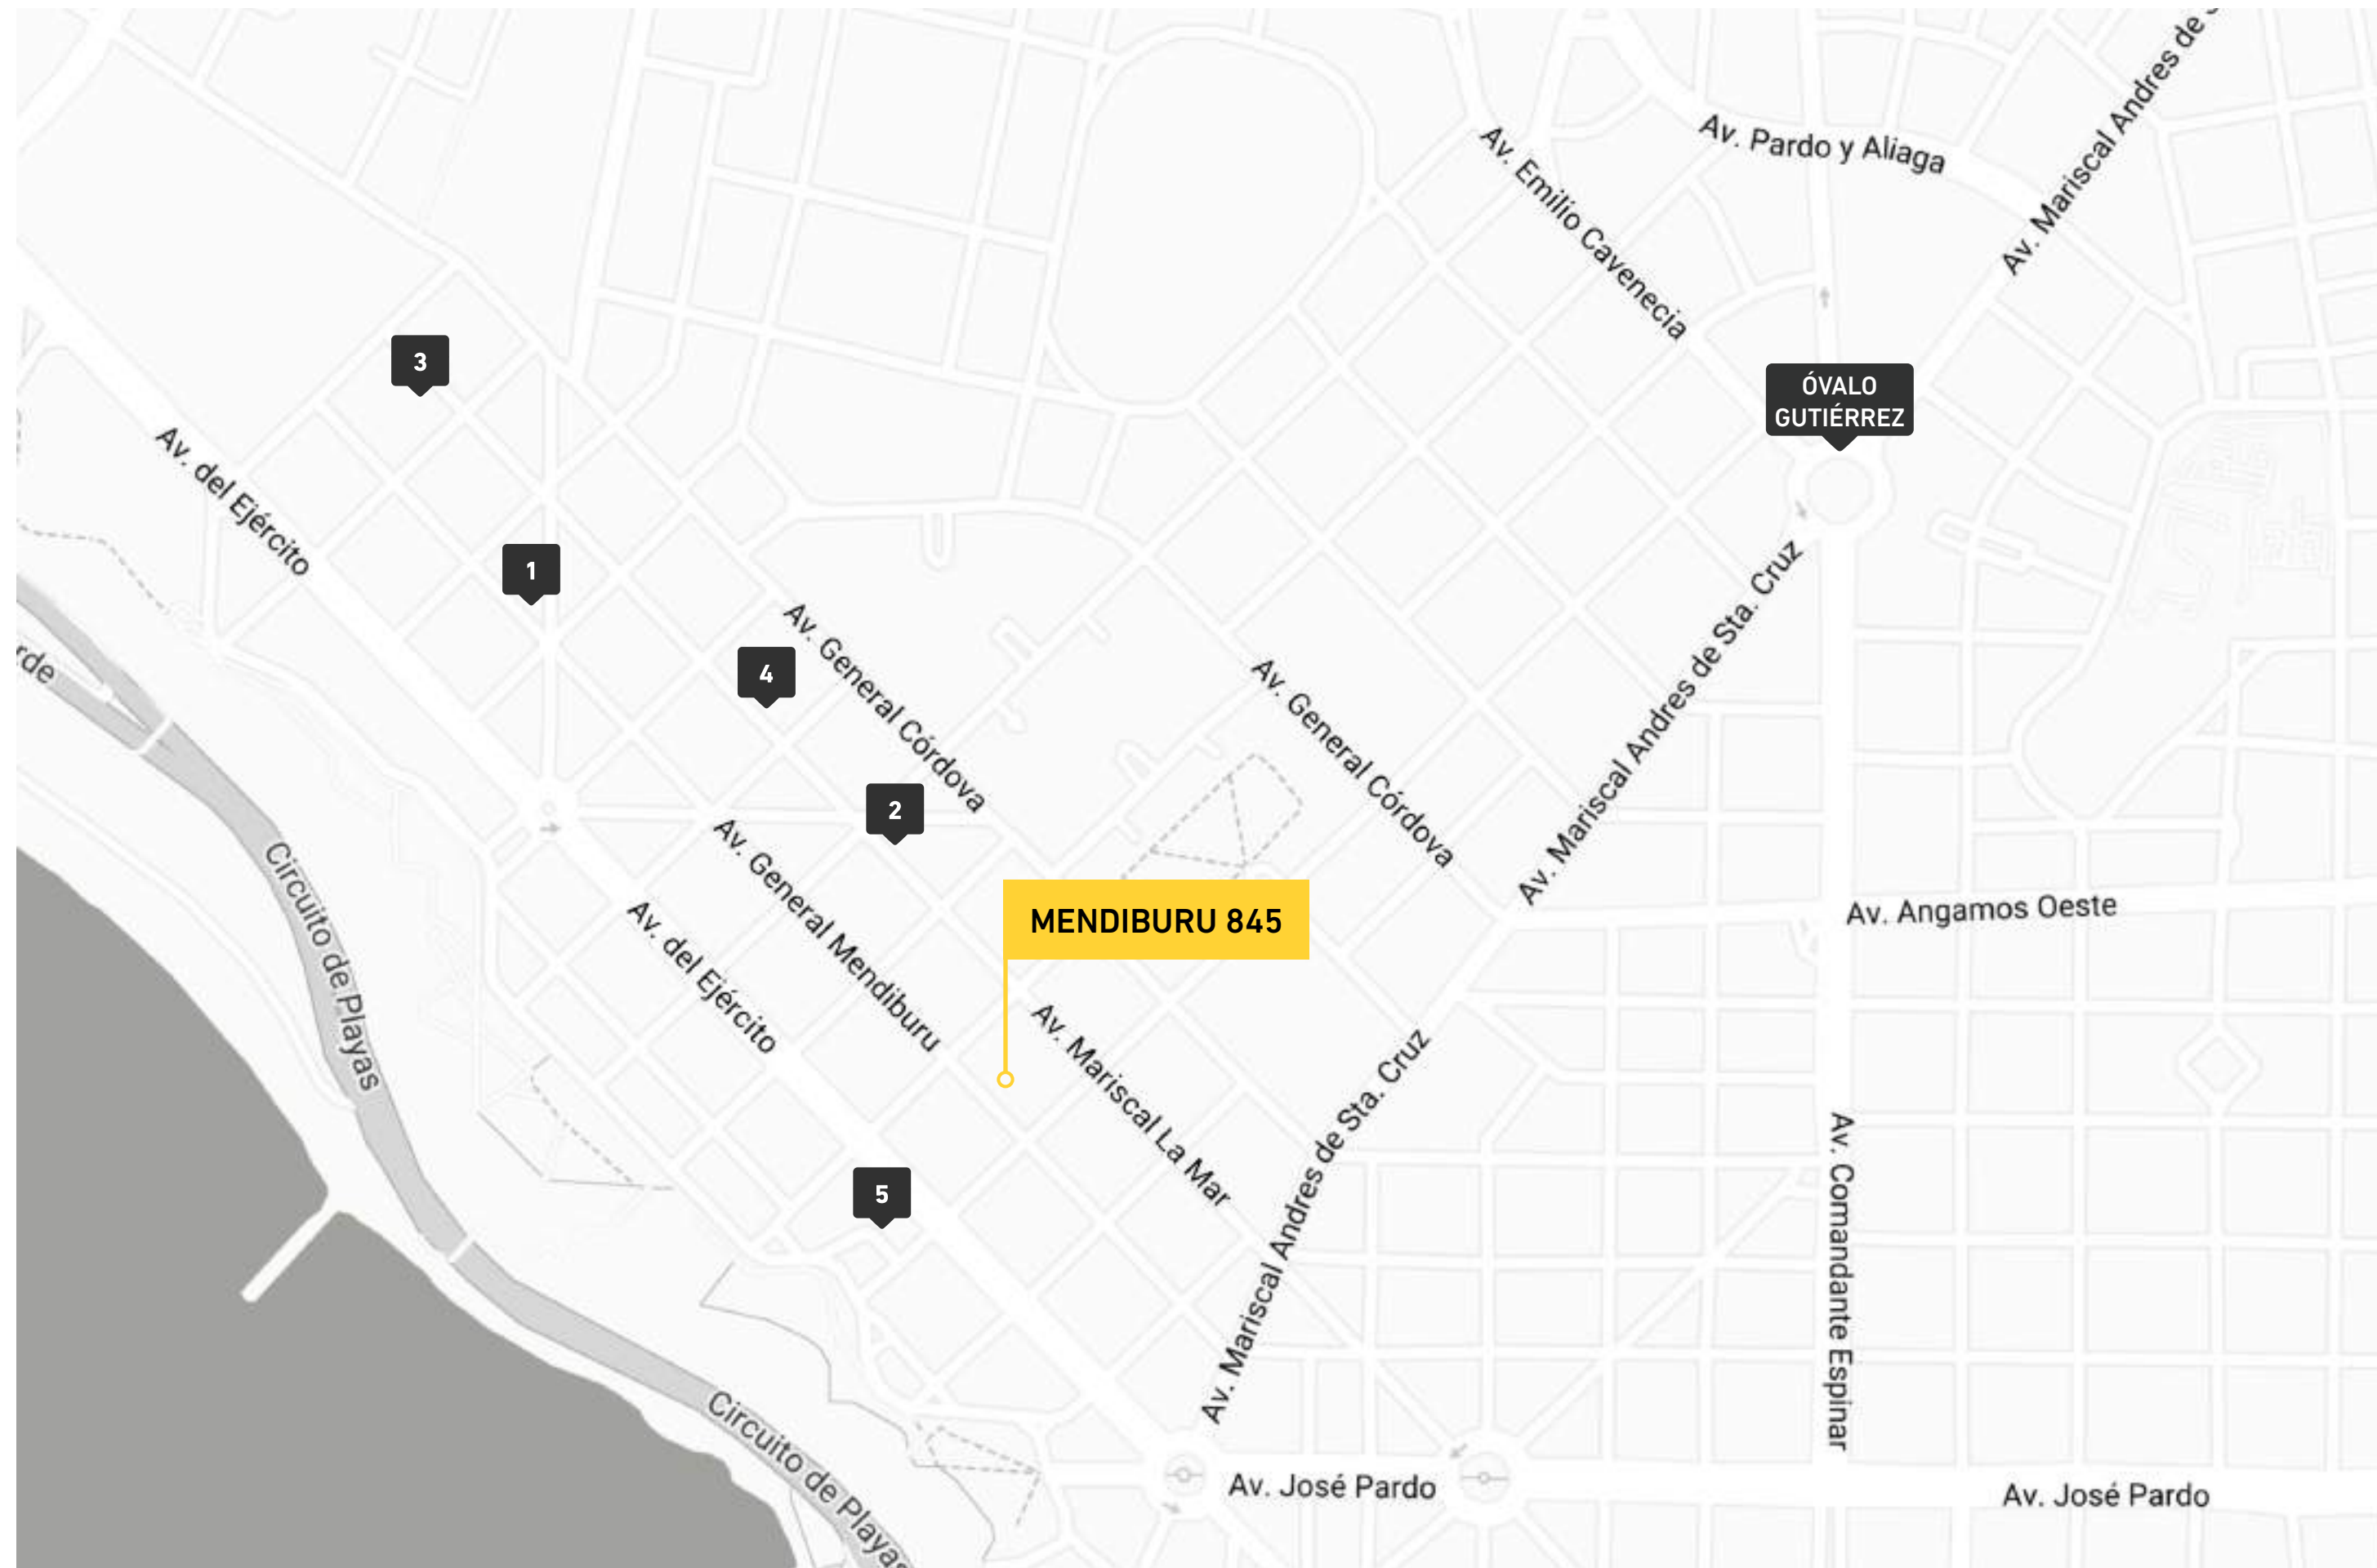 Av. Mariscal Andres de
Av. Pardo y Aliaga
Av. Emilio Cavenecia
3
ÓVALO
GUTIÉRREZ
Av. del Ejército
1
Av. Mariscal Andres de Sta. Cruz
rde
4
Av. General Córdova
Av. General Córdova
2
Av. General Mendiburu
Circuito de Playas
MENDIBURU 845
Av. Angamos Oeste
Av. del Ejército
Av. Mariscal La Mar
Av. Mariscal Andres de Sta. Cruz
Av. Comandante Espinar
5
Circuito de Playas
Av. José Pardo
Av. José Pardo